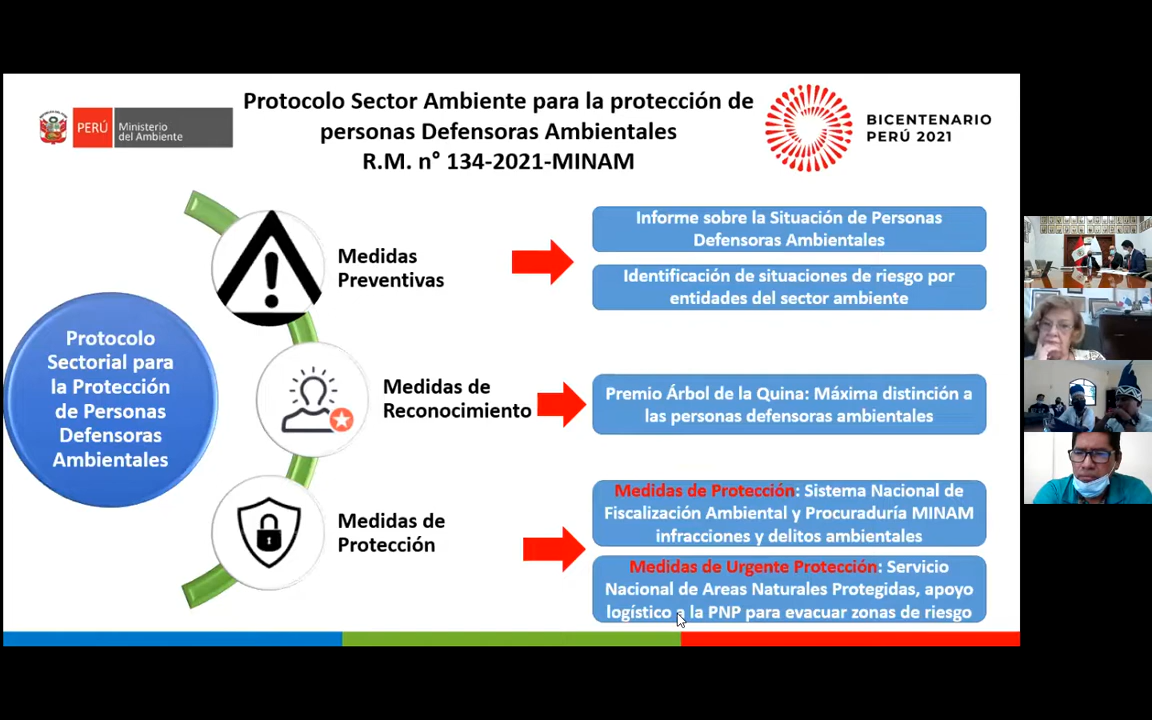 Protocolo Sector Ambiente para la protección de
personas Defensoras Ambientales
R.M. n° 134-2021-MINAM
PERÚ
Ministerio
del Ambiente
BICENTENARIO
PERÚ 2021
Protocolo
Sectorial para
la Protección
de Personas
Defensoras
Ambientales
Medidas
Preventivas
Informe sobre la Situación de Personas
Defensoras Ambientales
Identificación de situaciones de riesgo por
entidades del sector ambiente
Medidas de
Reconocimiento
Premio Árbol de la Quina: Máxima distinción a
las personas defensoras ambientales
Medidas de
Protección
Medidas de Protección: Sistema Nacional de
Fiscalización Ambiental y Procuraduría MINAM
infracciones y delitos ambientales
Medidas de Urgente Protección: Servicio
Nacional de Areas Naturales Protegidas, apoyo
logístico a la PNP para evacuar zonas de riesgo